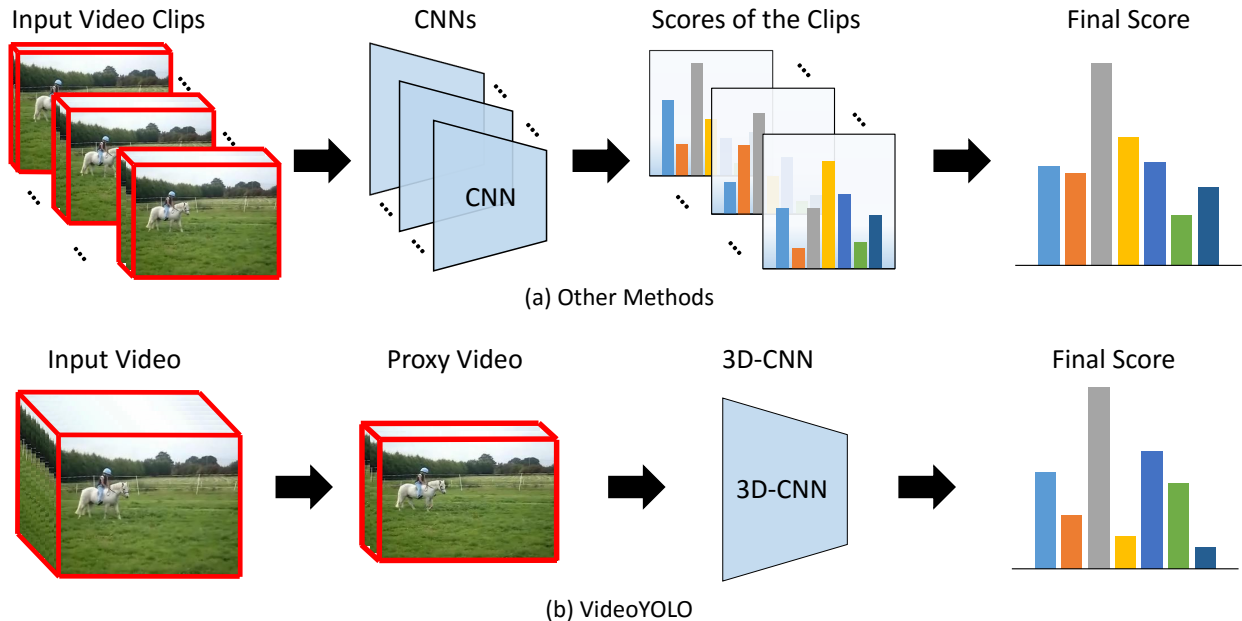 Input Video Clips
CNNs
Scores of the Clips
Final Score
CNN
(a) Other Methods
Input Video
Proxy Video
3D-CNN
Final Score
3D-CNN
(b) VideoYOLO